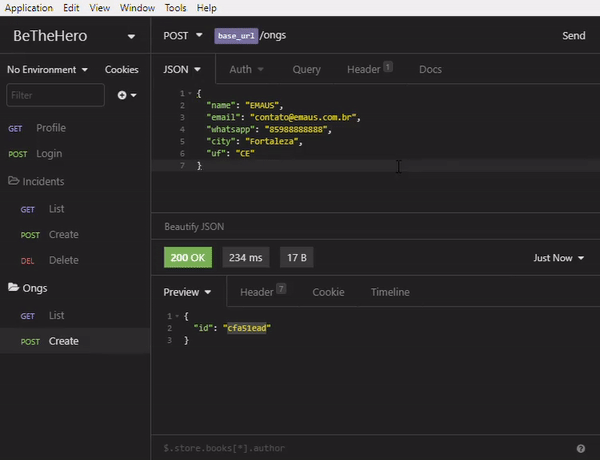 Application Edit View Window Tools Help
BeTheHero
POST base_url/ongs Send
No Environment Cookies
JSON Auth Query Header 1 Docs
Filter
GET Profile
POST Login
Incidents
GET List
POST Create
DEL Delete
Ongs
GET List
POST Create
1 {
2 "name": "EMAUS",
3 "email": "contato@emaus.com.br",
4 "whatsapp": "85988888888",
5 "city": "Fortaleza",
6 "uf": "CE"
7 }
Beautify JSON
200 OK 234 ms 17 B Just Now
Preview Header 7 Cookie Timeline
1 {
2 "id": "cfa51ead"
3 }
$.store.books[*].author